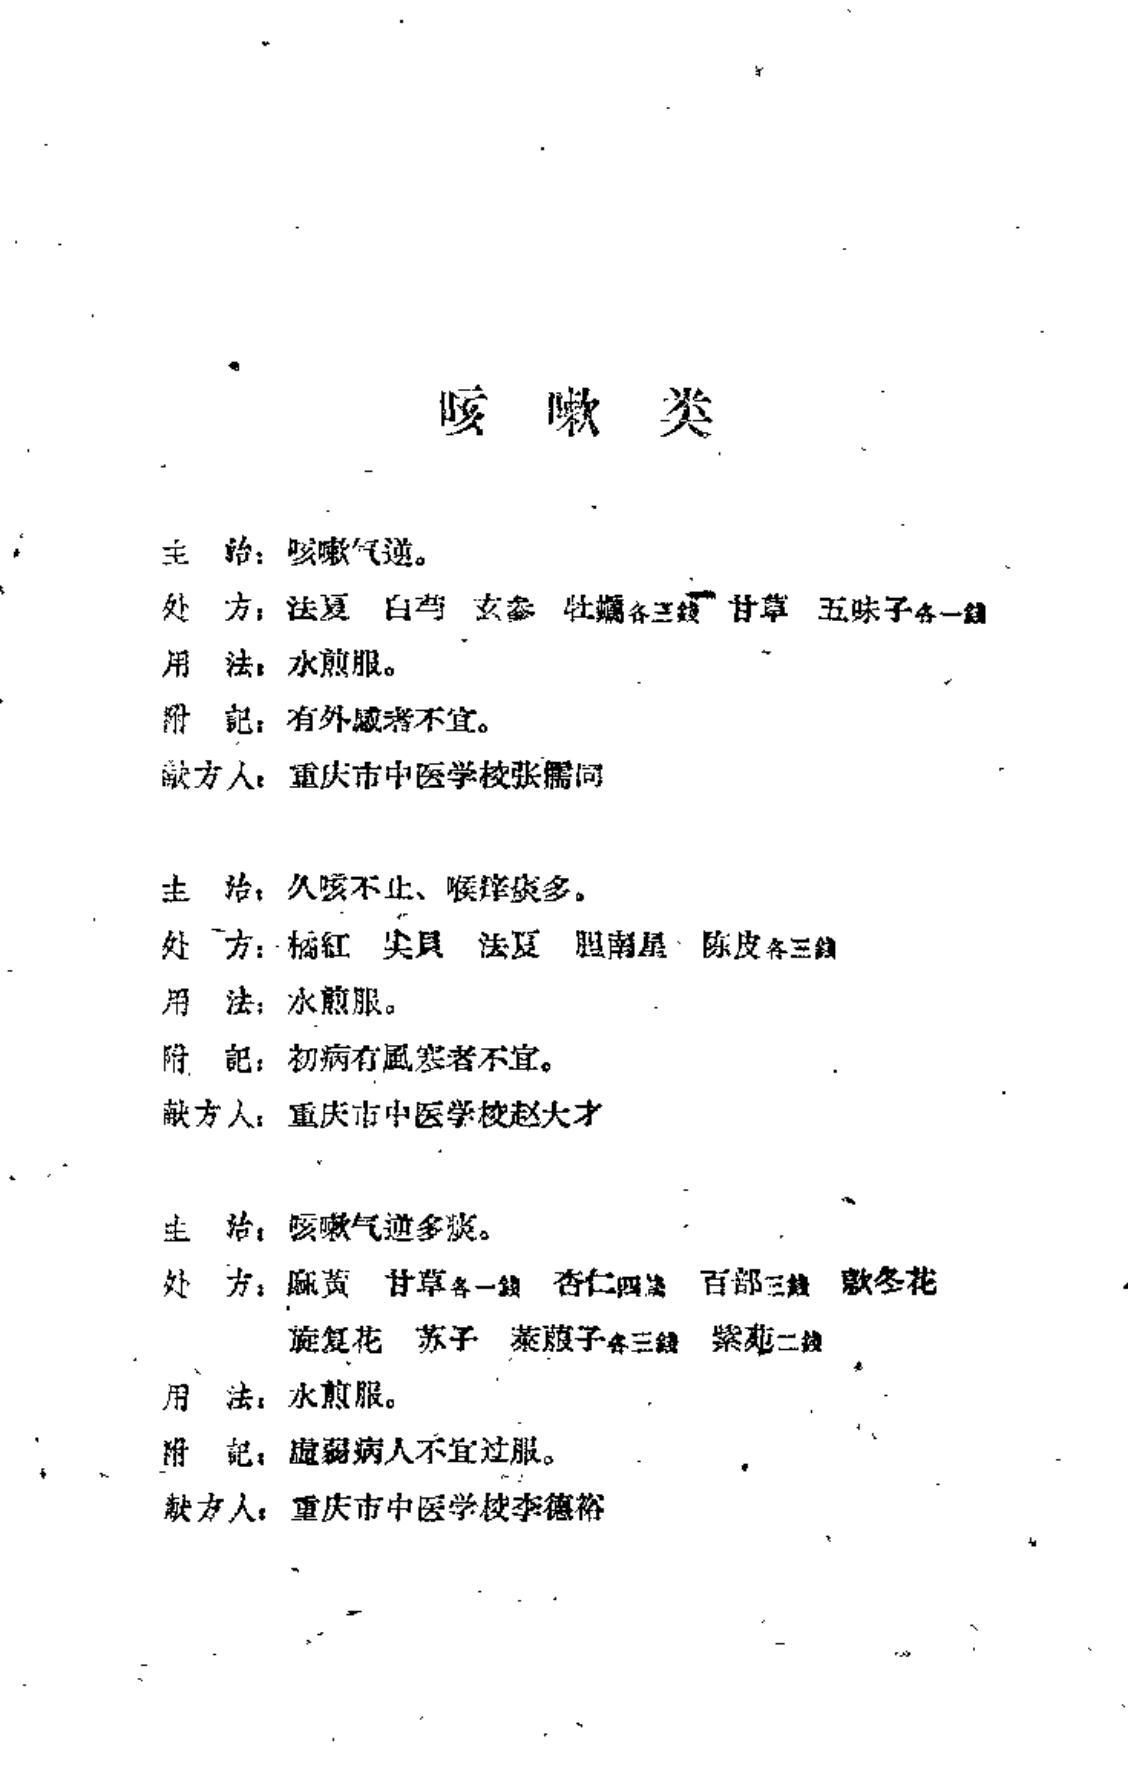 咳嗽类
主　治：咳嗽气逆。
处　方：法夏　白芍　玄参　牡蠣各三錢　甘草　五味子各一錢
用　法：水煎服。
附　記：有外感者不宜。
献方人：重庆市中医学校张儒同
主　治：久咳不止、喉痒痰多。
处　方：橘紅　尖貝　法夏　胆南星　陈皮各三錢
用　法：水煎服。
附　記：初病有風寒者不宜。
献方人：重庆市中医学校赵大才
主　治：咳嗽气逆多痰。
处　方：麻黃　甘草各一錢　杏仁四錢　百部三錢　欵冬花
旋复花　苏子　萊菔子各三錢　紫菀二錢
用　法：水煎服。
附　記：虛弱病人不宜过服。
献方人：重庆市中医学校李德裕